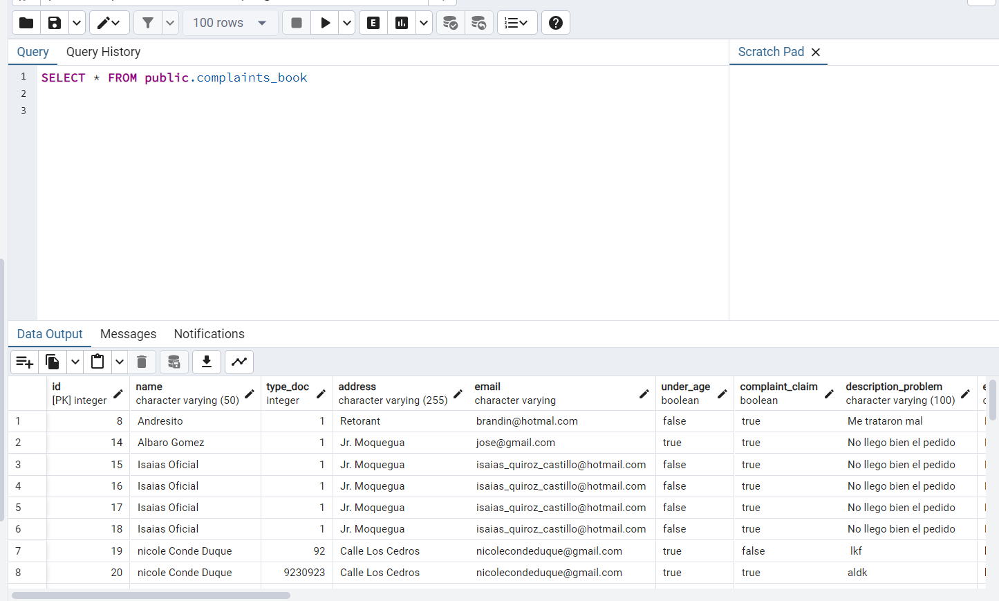 100 rows
E
Query Query History Scratch Pad
1 SELECT * FROM public.complaints_book
2
3
Data Output Messages Notifications
id name type_doc address email under_age complaint_claim description_problem
[PK] integer character varying (50) integer character varying (255) character varying boolean boolean character varying (100)
1 8 Andresito 1 Retorant brandin@hotmal.com false true Me trataron mal
2 14 Albaro Gomez 1 Jr. Moquegua jose@gmail.com true true No llego bien el pedido
3 15 Isaias Oficial 1 Jr. Moquegua isaias_quiroz_castillo@hotmail.com false true No llego bien el pedido
4 16 Isaias Oficial 1 Jr. Moquegua isaias_quiroz_castillo@hotmail.com false true No llego bien el pedido
5 17 Isaias Oficial 1 Jr. Moquegua isaias_quiroz_castillo@hotmail.com false true No llego bien el pedido
6 18 Isaias Oficial 1 Jr. Moquegua isaias_quiroz_castillo@hotmail.com false true No llego bien el pedido
7 19 nicole Conde Duque 92 Calle Los Cedros nicolecondeduque@gmail.com true false lkf
8 20 nicole Conde Duque 9230923 Calle Los Cedros nicolecondeduque@gmail.com true true aldk